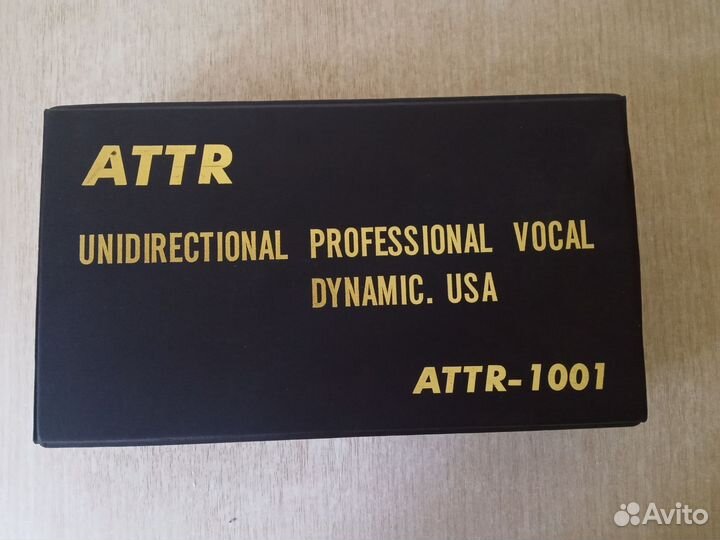 ATTR
UNIDIRECTIONAL PROFESSIONAL VOCAL
DYNAMIC. USA
ATTR-1001
Avito